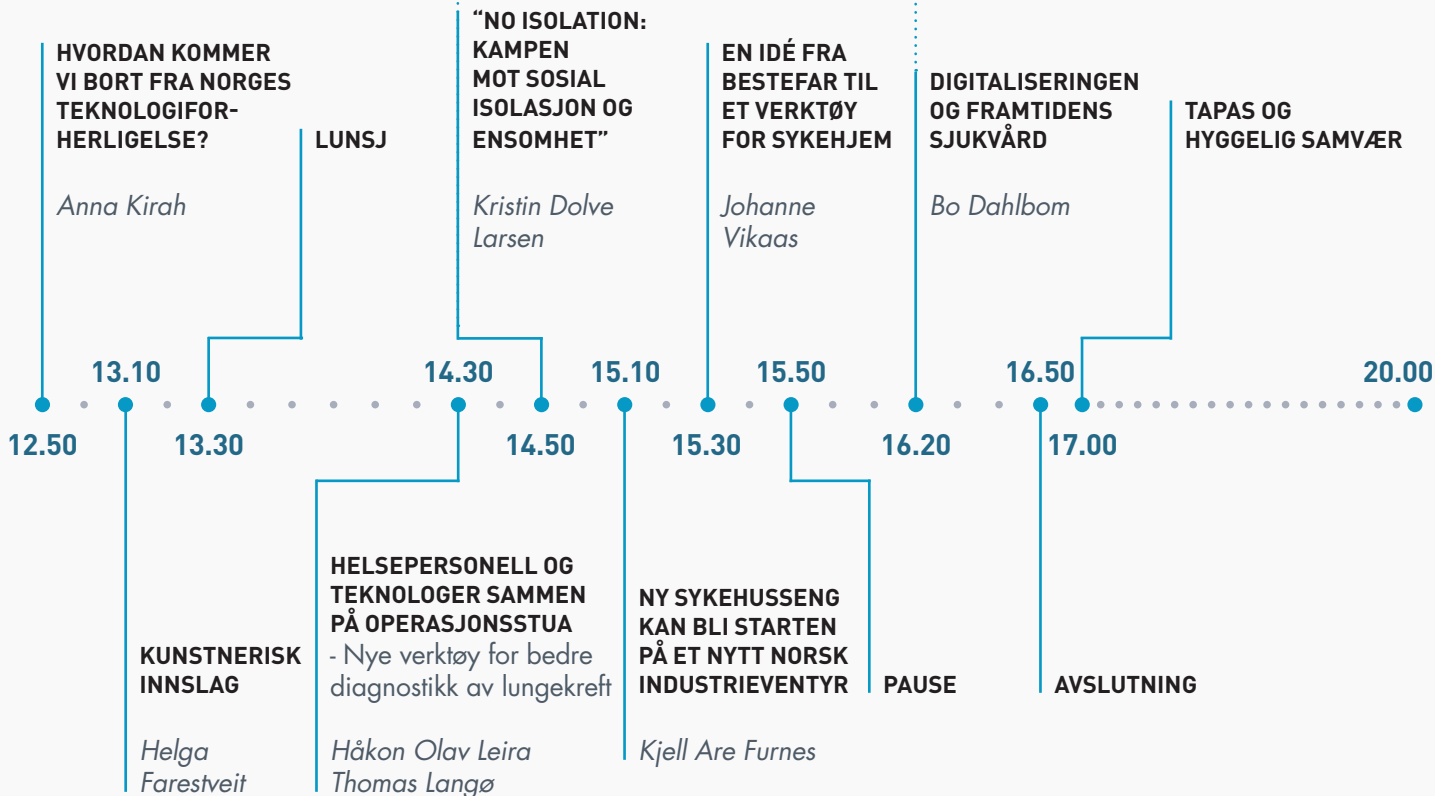 “NO ISOLATION:
KAMPEN
MOT SOSIAL
ISOLASJON OG
ENSOMHET”
Kristin Dolve
Larsen
HVORDAN KOMMER
VI BORT FRA NORGES
TEKNOLOGIFOR-
HERLIGELSE?
Anna Kirah
LUNSJ
EN IDÉ FRA
BESTEFAR TIL
ET VERKTØY
FOR SYKEHJEM
Johanne
Vikaas
DIGITALISERINGEN
OG FRAMTIDENS
SJUKVÅRD
Bo Dahlbom
TAPAS OG
HYGGELIG SAMVÆR
13.10
14.30
15.10
15.50
16.50
20.00
12.50
13.30
14.50
15.30
16.20
17.00
KUNSTNERISK
INNSLAG
Helga
Farestveit
HELSEPERSONELL OG
TEKNOLOGER SAMMEN
PÅ OPERASJONSSTUA
- Nye verktøy for bedre
diagnostikk av lungekreft
Håkon Olav Leira
Thomas Langø
NY SYKEHUSSENG
KAN BLI STARTEN
PÅ ET NYTT NORSK
INDUSTRIEVENTYR
Kjell Are Furnes
PAUSE
AVSLUTNING